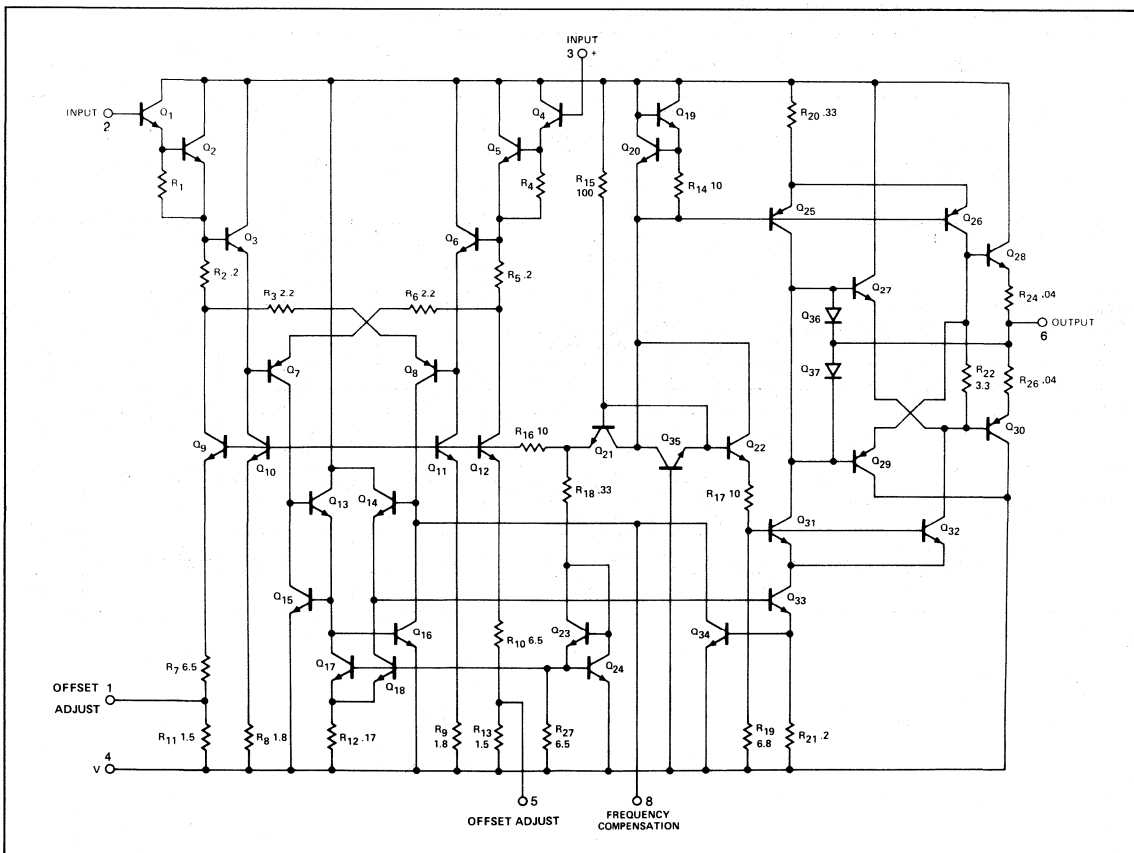 INPUT
3 +
INPUT
2
Q1
Q2
R1
Q3
R2 .2
R3 2.2
R6 2.2
Q4
Q5
R4
Q6
R5 .2
R15
100
Q19
Q20
R14 10
R20 .33
Q25
Q26
Q28
Q27
R24 .04
OUTPUT
6
Q36
Q37
R22
3.3
R26 .04
Q7
Q8
Q9
Q10
Q11
Q12
R16 10
Q21
Q35
Q22
Q29
Q30
Q13
Q14
R18 .33
R17 10
Q31
Q32
Q15
Q16
Q33
Q34
Q17
Q18
R10 6.5
Q23
Q24
R7 6.5
OFFSET 1
ADJUST
R11 1.5
R8 1.8
R12 .17
R9
1.8
R13
1.5
R27
6.5
R19
6.8
R21 .2
4
V
5
OFFSET ADJUST
8
FREQUENCY
COMPENSATION